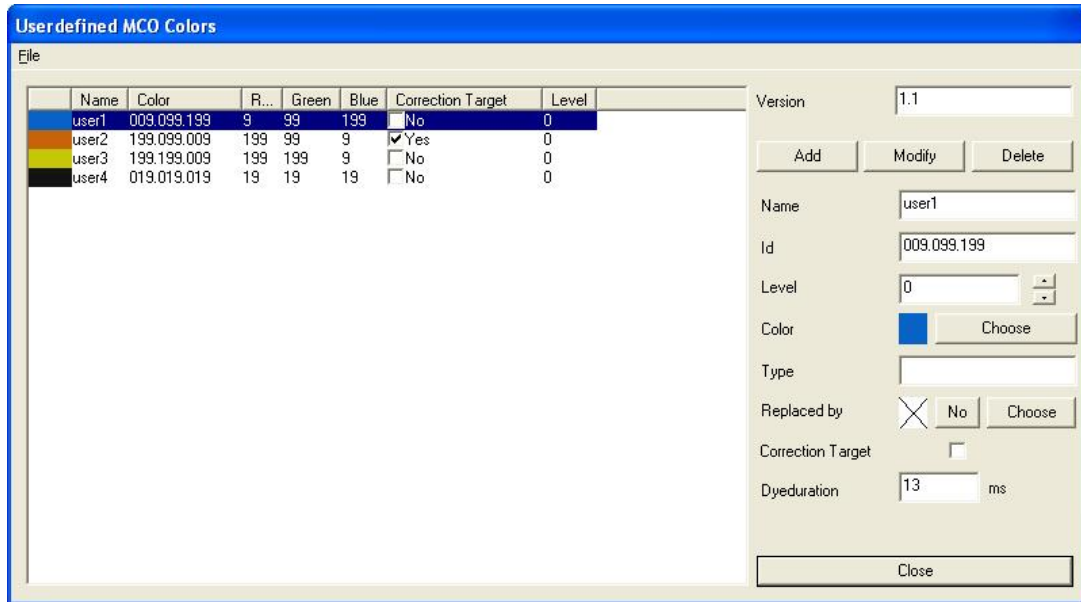 Userdefined MCO Colors
File
Name Color R... Green Blue Correction Target Level
user1 009.099.199 9 99 199 No 0
user2 199.099.009 199 99 9 Yes 0
user3 199.199.009 199 199 9 No 0
user4 019.019.019 19 19 19 No 0
Version 1.1
Add Modify Delete
Name user1
Id 009.099.199
Level 0
Color Choose
Type
Replaced by No Choose
Correction Target
Dyeduration 13 ms
Close